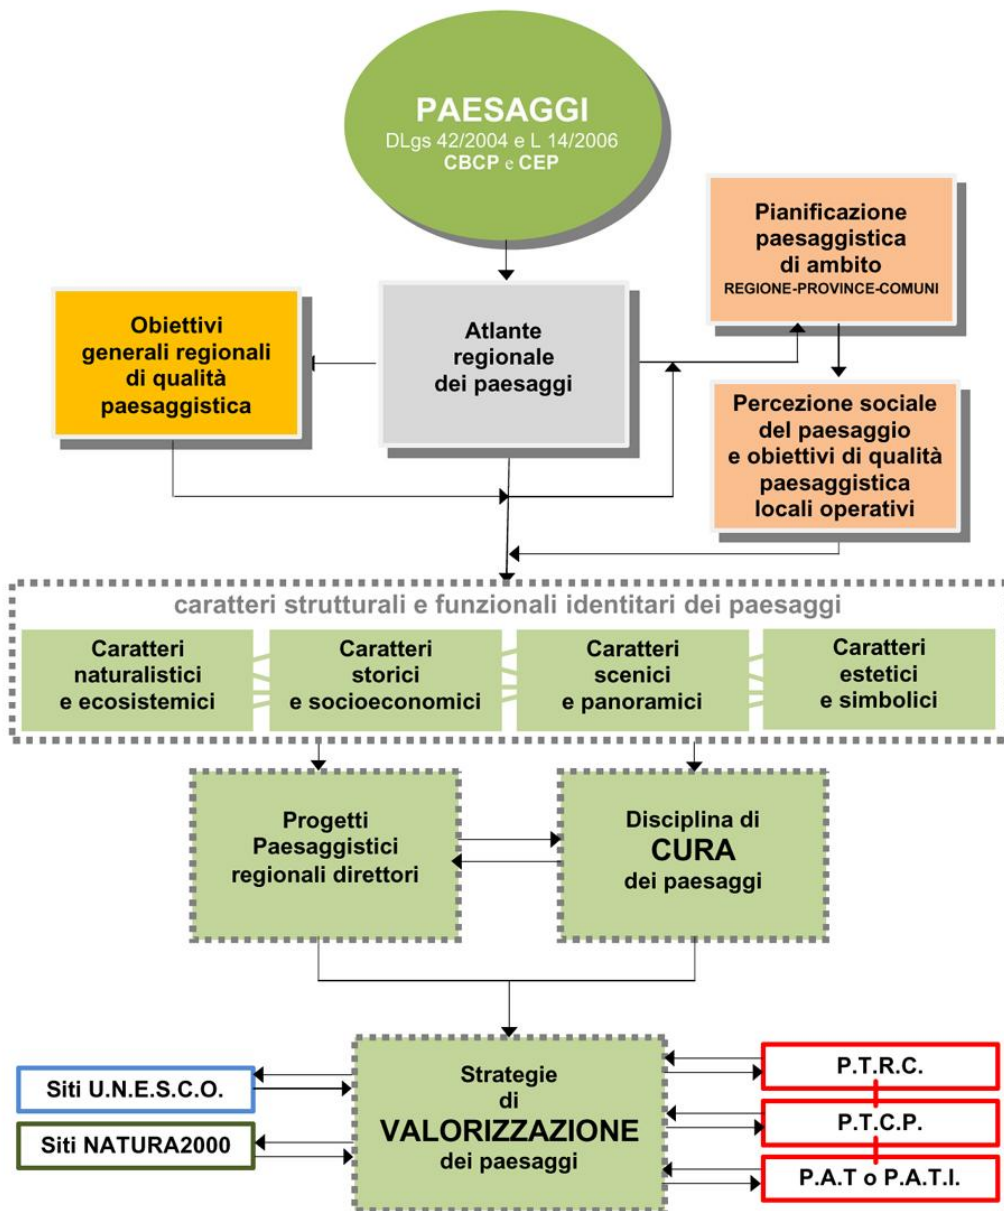 PAESAGGI
DLgs 42/2004 e L 14/2006
CBCP e CEP
Pianificazione
paesaggistica
di ambito
REGIONE-PROVINCE-COMUNI
Obiettivi
generali regionali
di qualità
paesaggistica
Atlante
regionale
dei paesaggi
Percezione sociale
del paesaggio
e obiettivi di qualità
paesaggistica
locali operativi
caratteri strutturali e funzionali identitari dei paesaggi
Caratteri
naturalistici
e ecosistemici
Caratteri
storici
e socioeconomici
Caratteri
scenici
e panoramici
Caratteri
estetici
e simbolici
Progetti
Paesaggistici
regionali direttori
Disciplina di
CURA
dei paesaggi
Strategie
di
VALORIZZAZIONE
dei paesaggi
Siti U.N.E.S.C.O.
Siti NATURA2000
P.T.R.C.
P.T.C.P.
P.A.T o P.A.T.I.